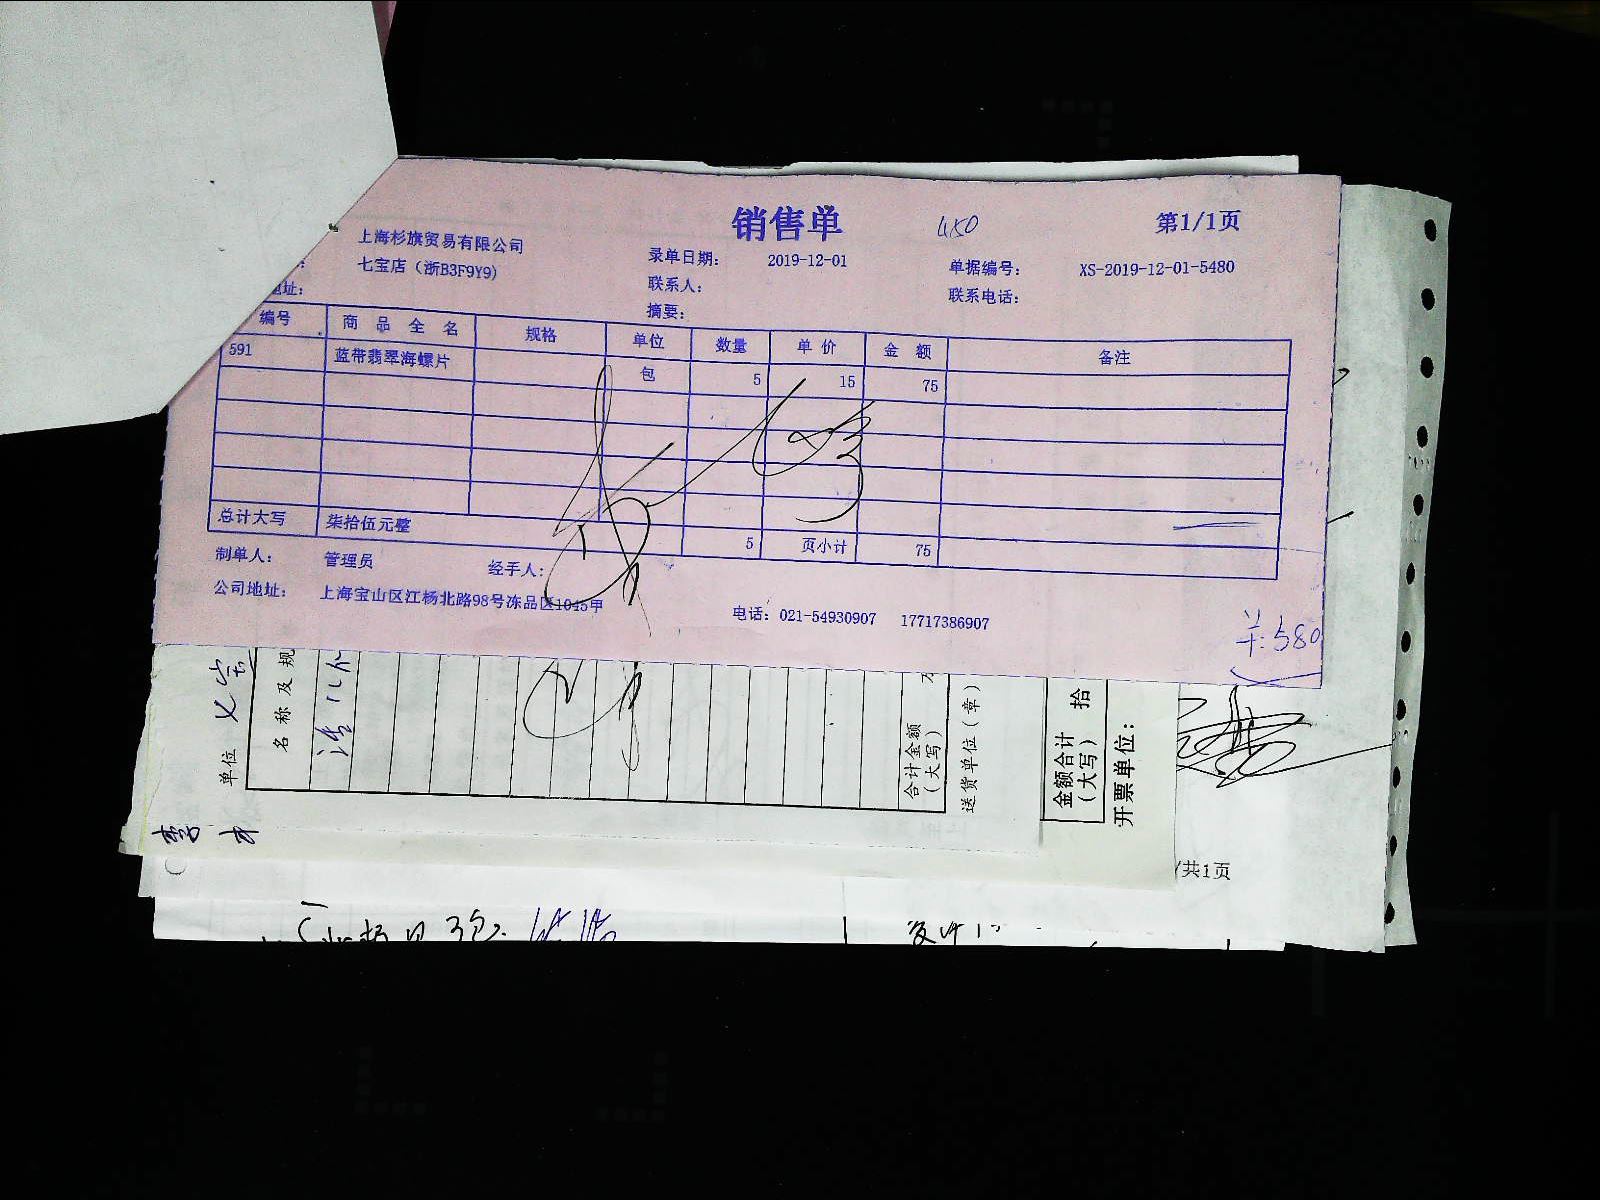 销售单
450
第1/1页
上海杉旗贸易有限公司
录单日期： 2019-12-01
单据编号： XS-2019-12-01-5480
七宝店（浙B3F9Y9）
联系人：
联系电话：
地址：
摘要：
编号 商 品 全 名 规格 单位 数量 单 价 金 额 备注
591 蓝带翡翠海螺片 包 5 15 75
总计大写 柒拾伍元整 5 页小计 75
制单人： 管理员 经手人：
公司地址： 上海宝山区江杨北路98号冻品区1045甲 电话：021-54930907 17717386907
580
单位 七宝
名 称 及 规
合计金额
（大写）
送货单位（章）
金额合计
（大写）
拾
开票单位：
共1页